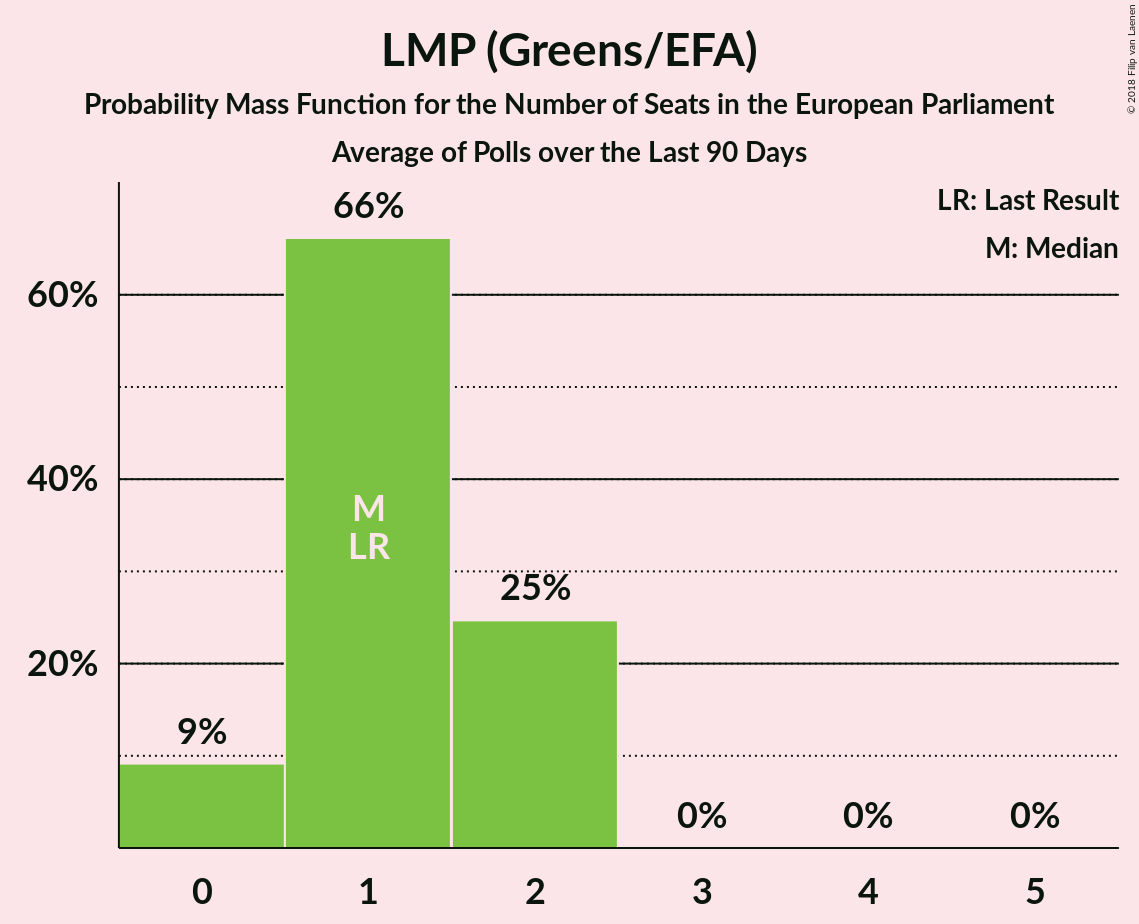 LMP (Greens/EFA)
Probability Mass Function for the Number of Seats in the European Parliament
Average of Polls over the Last 90 Days
© 2018 Filip van Laenen
LR: Last Result
M: Median
66%
60%
40%
M
LR
25%
20%
9%
0%
0%
0%
0
1
2
3
4
5